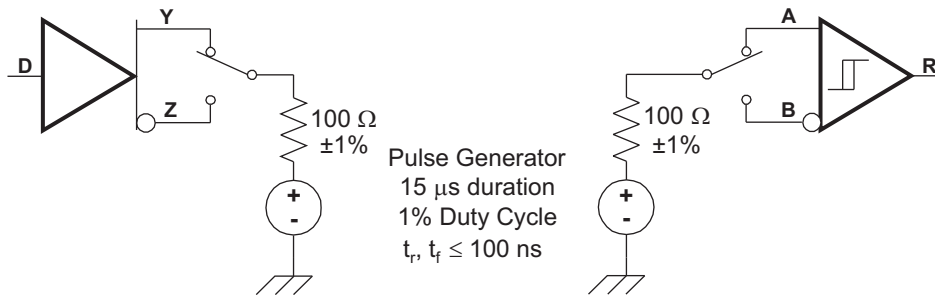 Y
D
Z
100 Ω
±1%
Pulse Generator
15 μs duration
1% Duty Cycle
tr, tf ≤ 100 ns
+
-
A
R
B
100 Ω
±1%
+
-